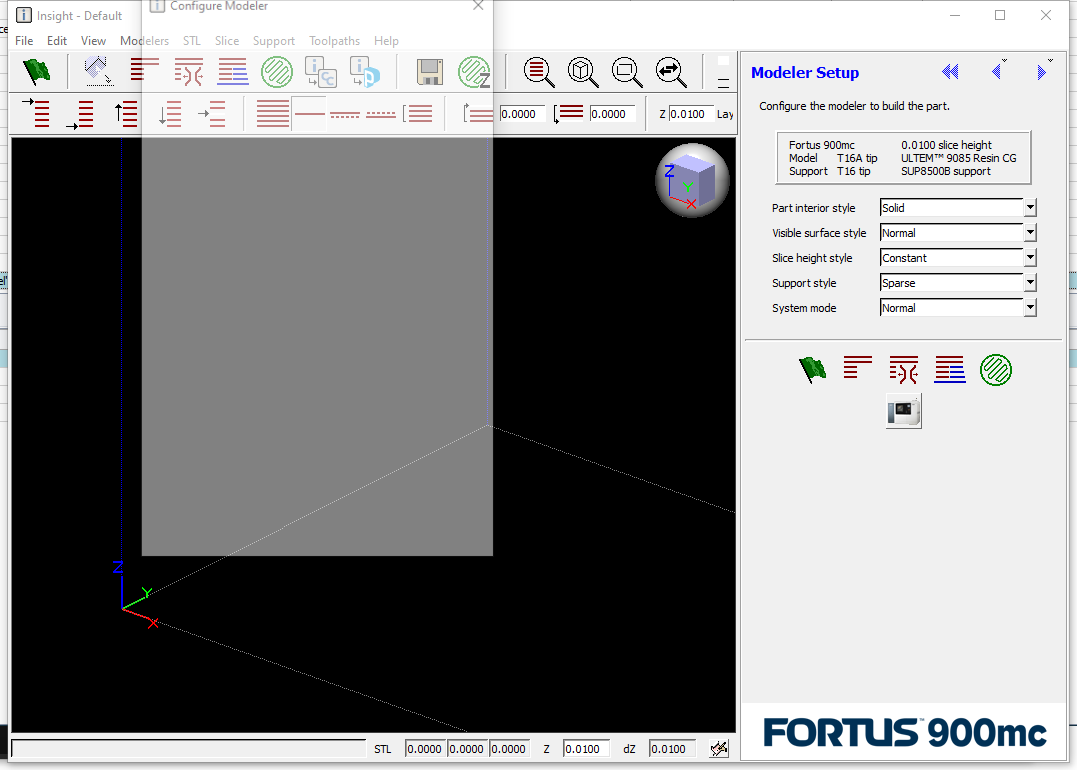 Insight - Default
Configure Modeler
File Edit View Modelers STL Slice Support Toolpaths Help
0.0000 0.0000 Z 0.0100 Lay
Z
Y
X
Z
Y
X
STL 0.0000 0.0000 0.0000 Z 0.0100 dZ 0.0100
Modeler Setup
Configure the modeler to build the part.
Fortus 900mc 0.0100 slice height
Model T16A tip ULTEM™ 9085 Resin CG
Support T16 tip SUP8500B support
Part interior style Solid
Visible surface style Normal
Slice height style Constant
Support style Sparse
System mode Normal
FORTUS™ 900mc